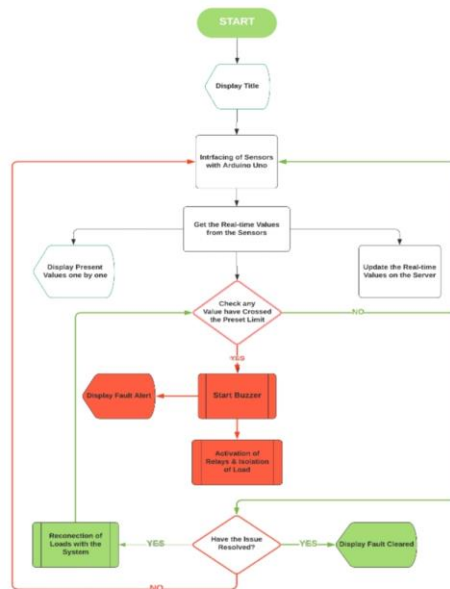 START
Display Title
Intrfacing of Sensors
with Arduino Uno
Get the Real-time Values
from the Sensors
Display Present
Values one by one
Update the Real-time
Values on the Server
Check any
Value have Crossed
the Preset Limit
NO
YES
Display Fault Alert
Start Buzzer
Activation of
Relays & Isolation
of Load
Reconection of
Loads with the
System
YES
Have the Issue
Resolved?
YES
Display Fault Cleared
NO